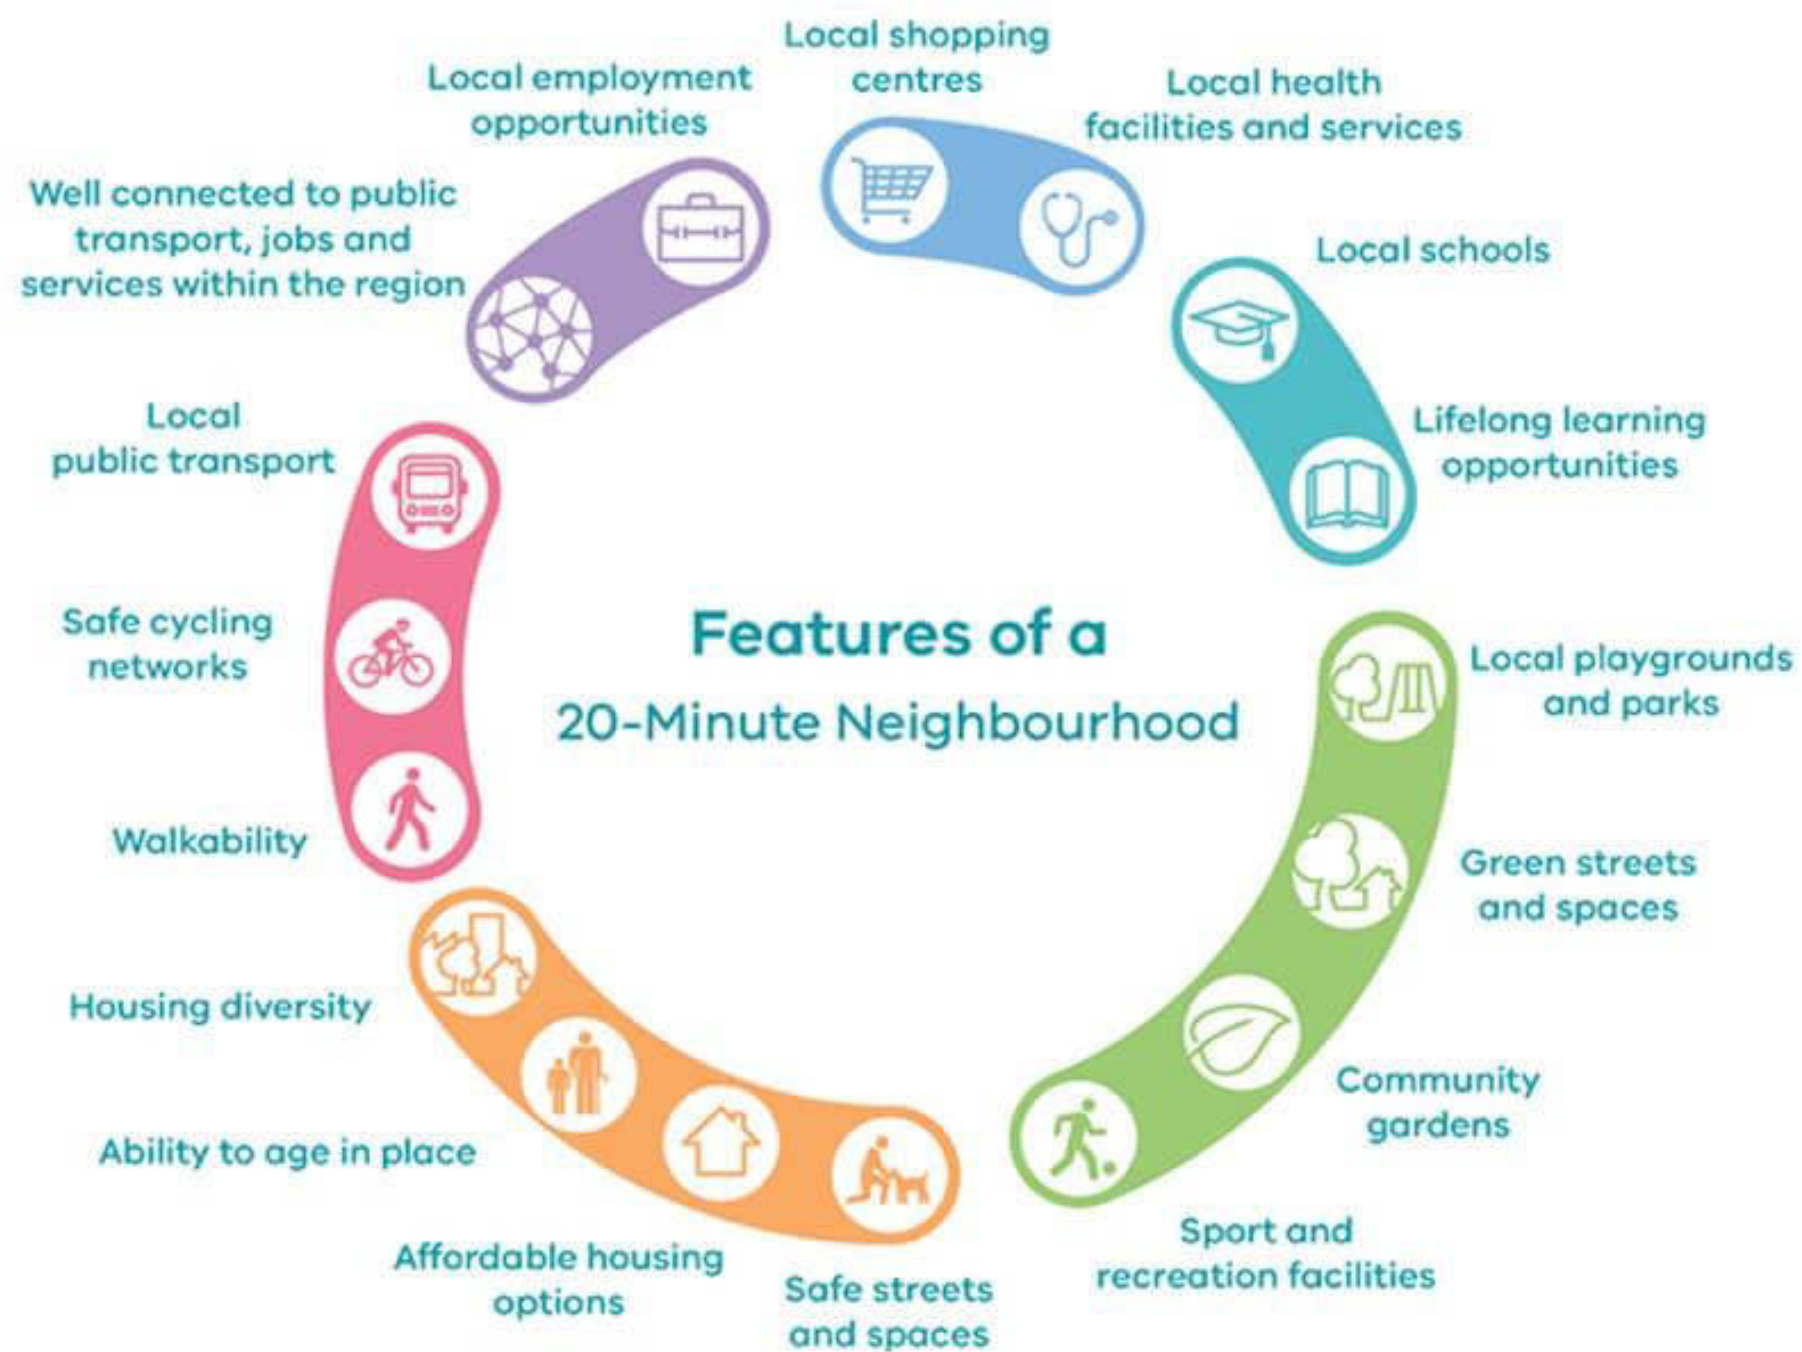 Local shopping
centres
Local health
facilities and services
Local schools
Lifelong learning
opportunities
Local playgrounds
and parks
Green streets
and spaces
Community
gardens
Sport and
recreation facilities
Safe streets
and spaces
Affordable housing
options
Ability to age in place
Housing diversity
Walkability
Safe cycling
networks
Local
public transport
Well connected to public
transport, jobs and
services within the region
Local employment
opportunities
Features of a
20-Minute Neighbourhood